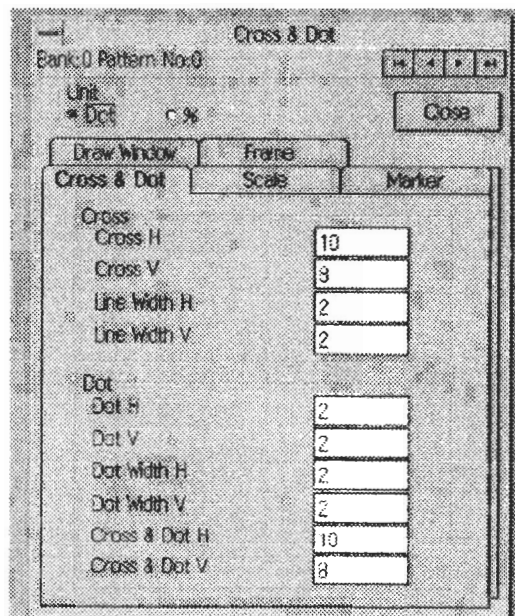 Cross & Dot
Bank:0 Pattern No:0
Unit
Dot %
Close
Draw Window Frame
Cross & Dot Scale Marker
Cross
Cross H 10
Cross V 8
Line Width H 2
Line Width V 2
Dot
Dot H 2
Dot V 2
Dot Width H 2
Dot Width V 2
Cross & Dot H 10
Cross & Dot V 8